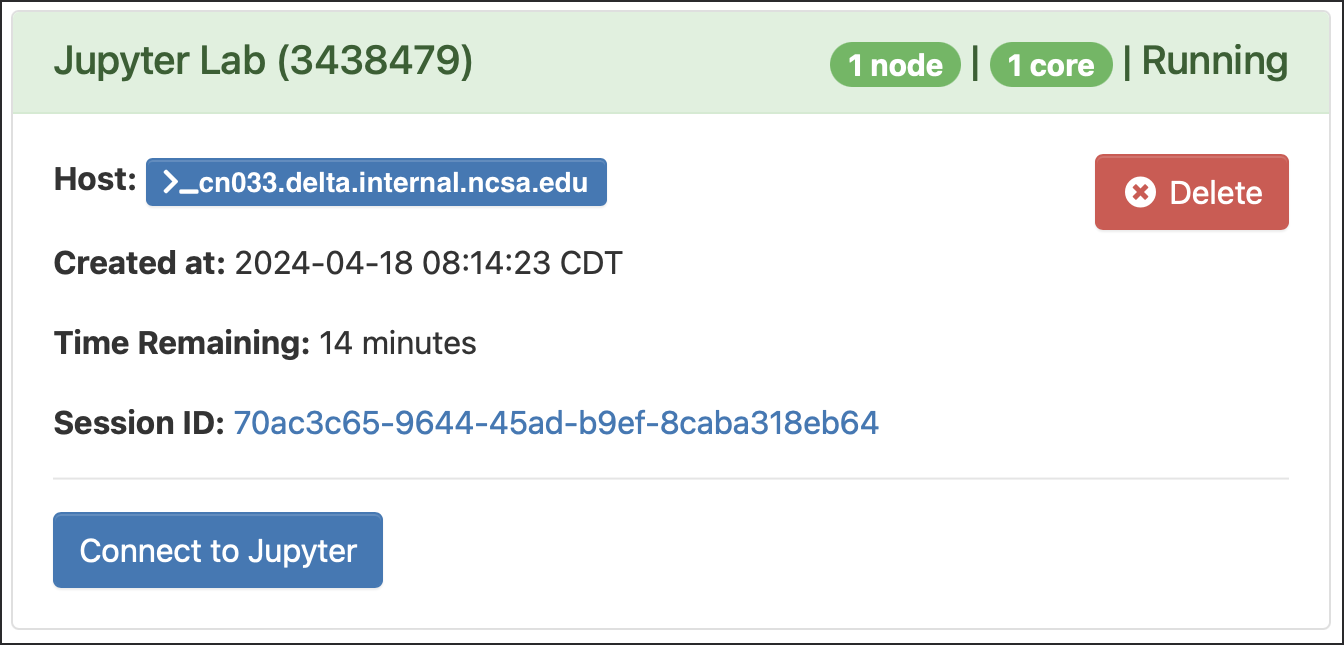 Jupyter Lab (3438479) 1 node | 1 core | Running
Host: >_cn033.delta.internal.ncsa.edu Delete
Created at: 2024-04-18 08:14:23 CDT
Time Remaining: 14 minutes
Session ID: 70ac3c65-9644-45ad-b9ef-8caba318eb64
Connect to Jupyter